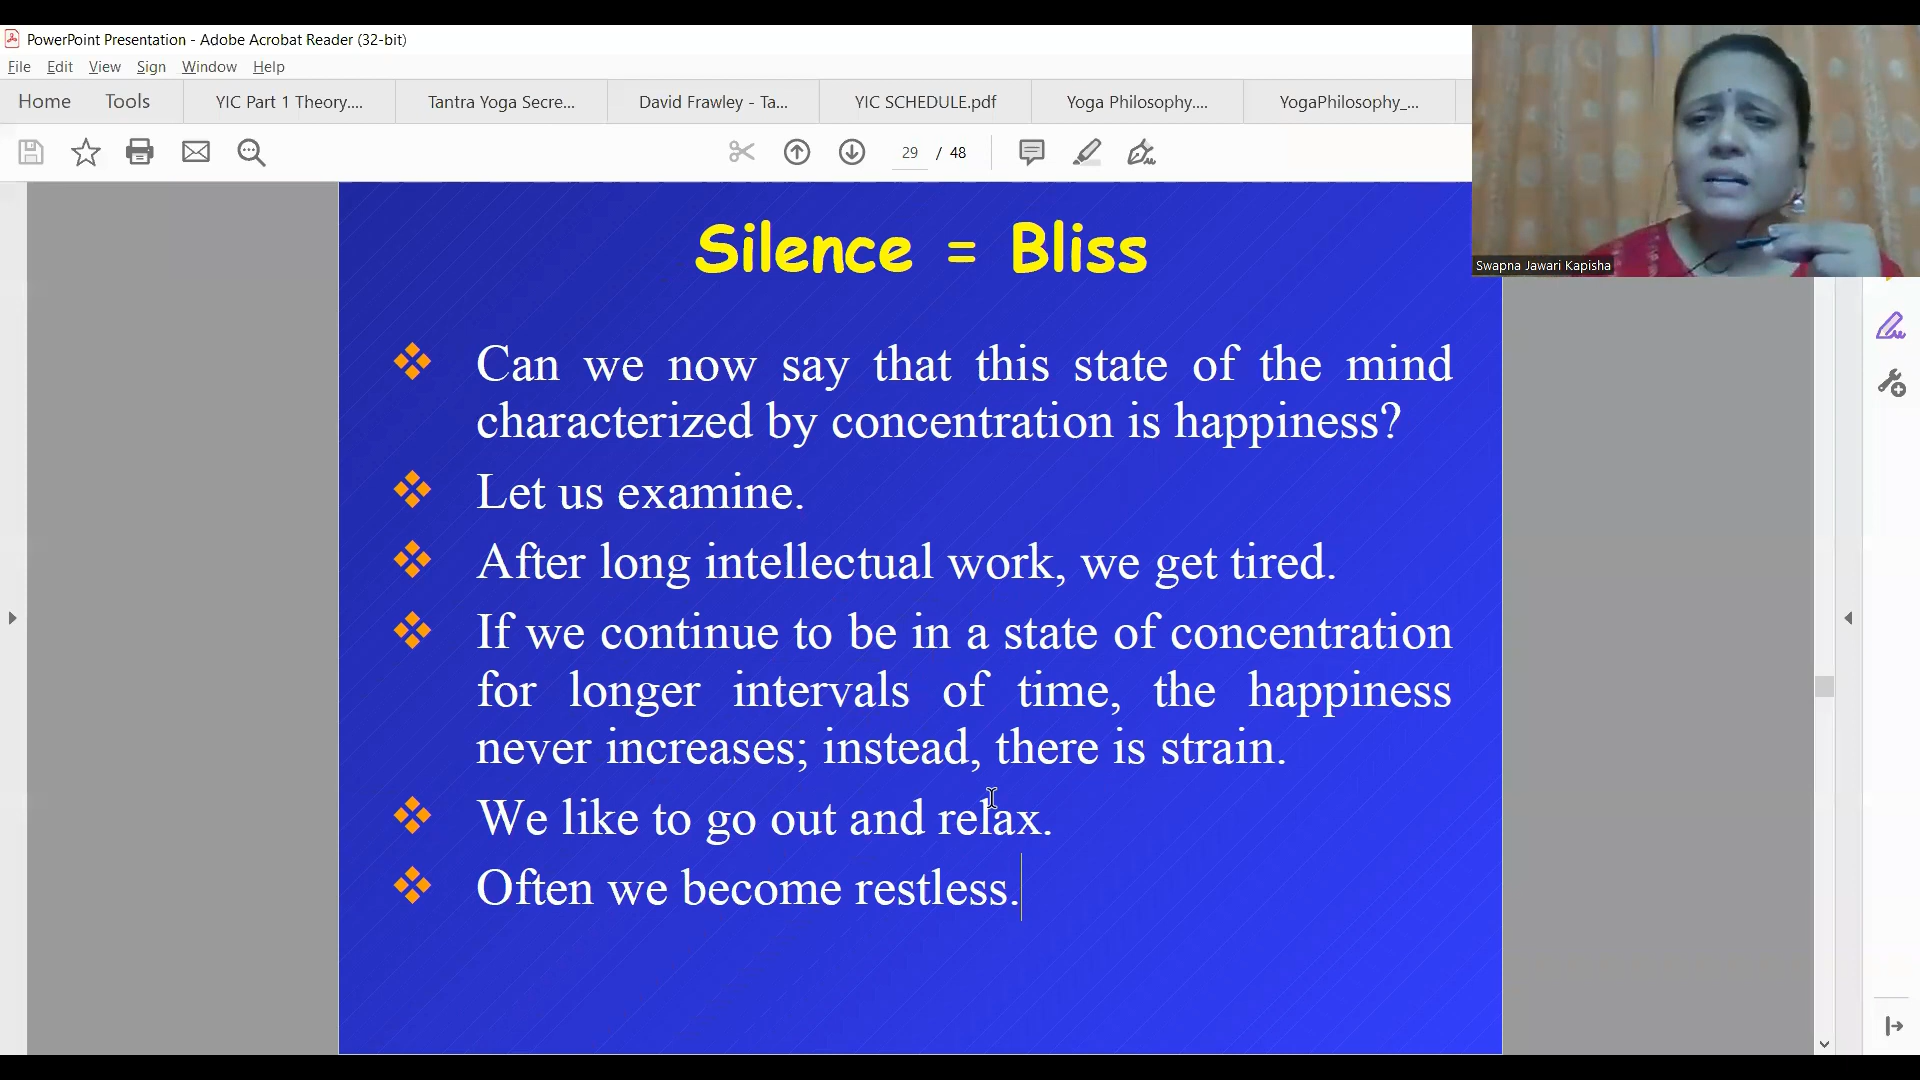 PowerPoint Presentation - Adobe Acrobat Reader (32-bit)
File Edit View Sign Window Help
Home Tools YIC Part 1 Theory.... Tantra Yoga Secre... David Frawley - Ta... YIC SCHEDULE.pdf Yoga Philosophy.... YogaPhilosophy_...
29 / 48
Swapna Jawari Kapisha
Silence = Bliss
Can we now say that this state of the mind
characterized by concentration is happiness?
Let us examine.
After long intellectual work, we get tired.
If we continue to be in a state of concentration
for longer intervals of time, the happiness
never increases; instead, there is strain.
We like to go out and relax.
Often we become restless.